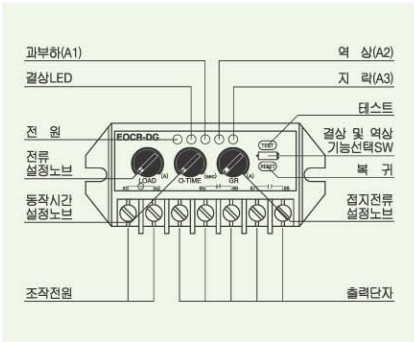 과부하(A1) 역 상(A2)
결상LED 지 락(A3)
테스트
전 원 EOCR-DG TEST 결상 및 역상
기능선택SW
전류
설정노브 RESET 복 귀
LOAD (A) O-TIME (sec) GR (A)
동작시간
설정노브 접지전류
설정노브
조작전원 출력단자